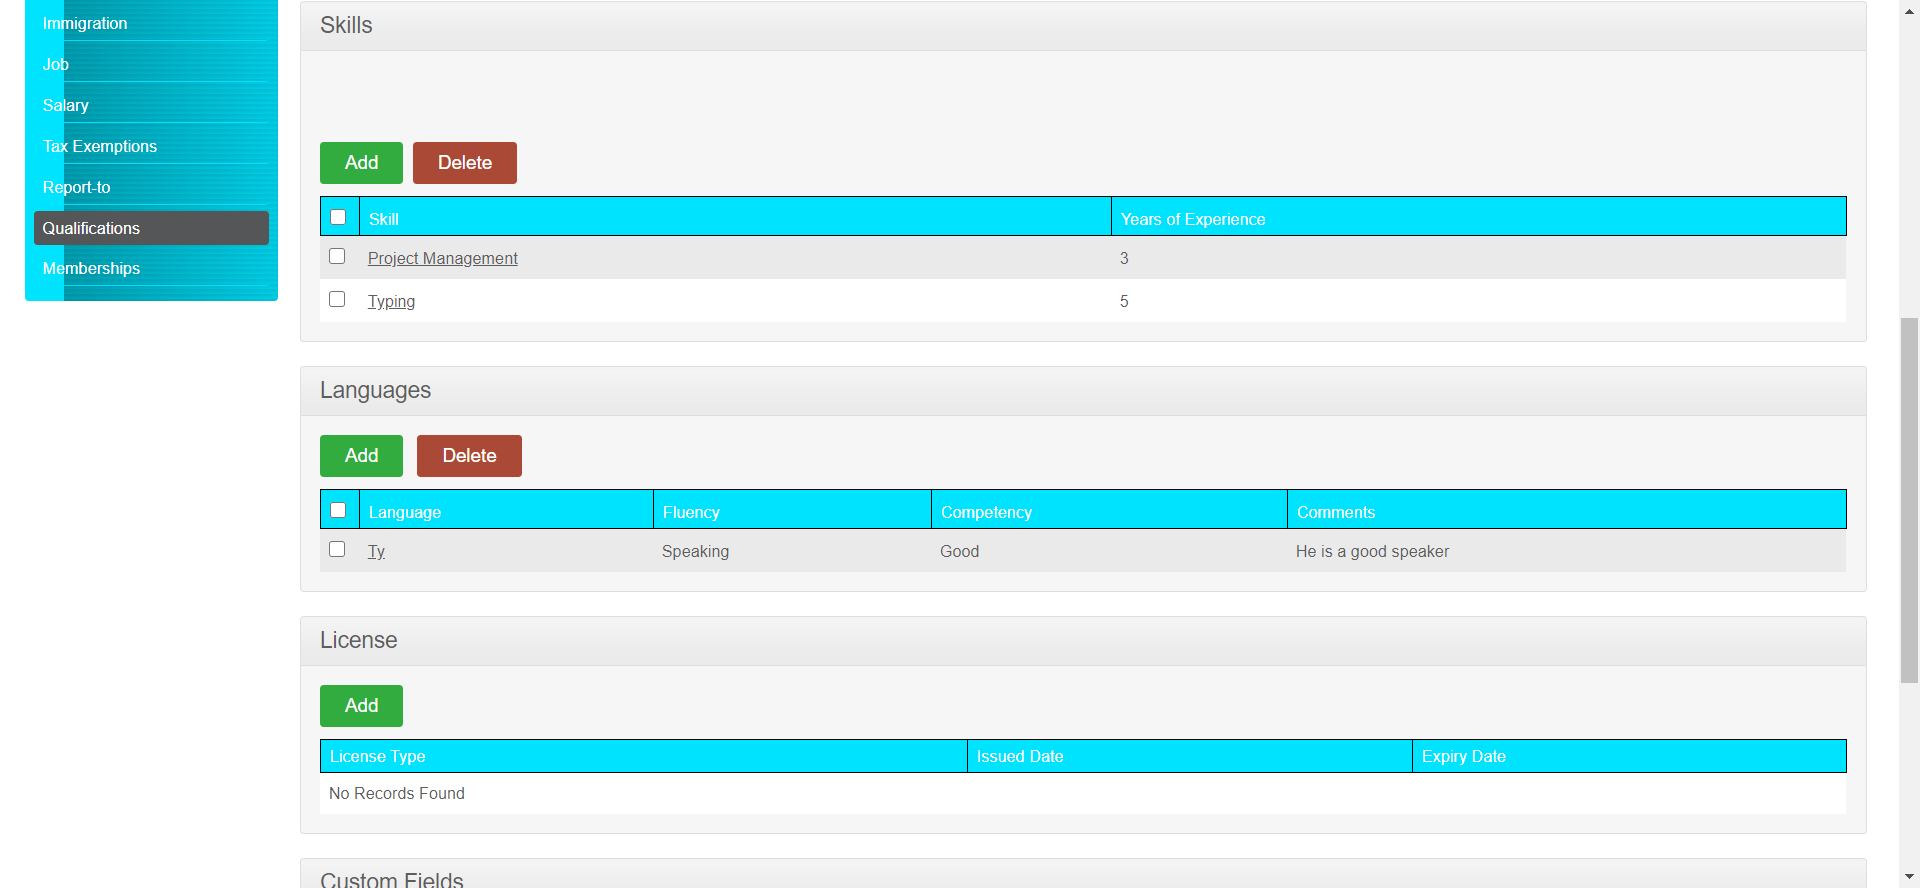 Immigration
Job
Salary
Tax Exemptions
Report-to
Qualifications
Memberships
Skills
Add Delete
Skill Years of Experience
Project Management 3
Typing 5
Languages
Add Delete
Language Fluency Competency Comments
Ty Speaking Good He is a good speaker
License
Add
License Type Issued Date Expiry Date
No Records Found
Custom Fields